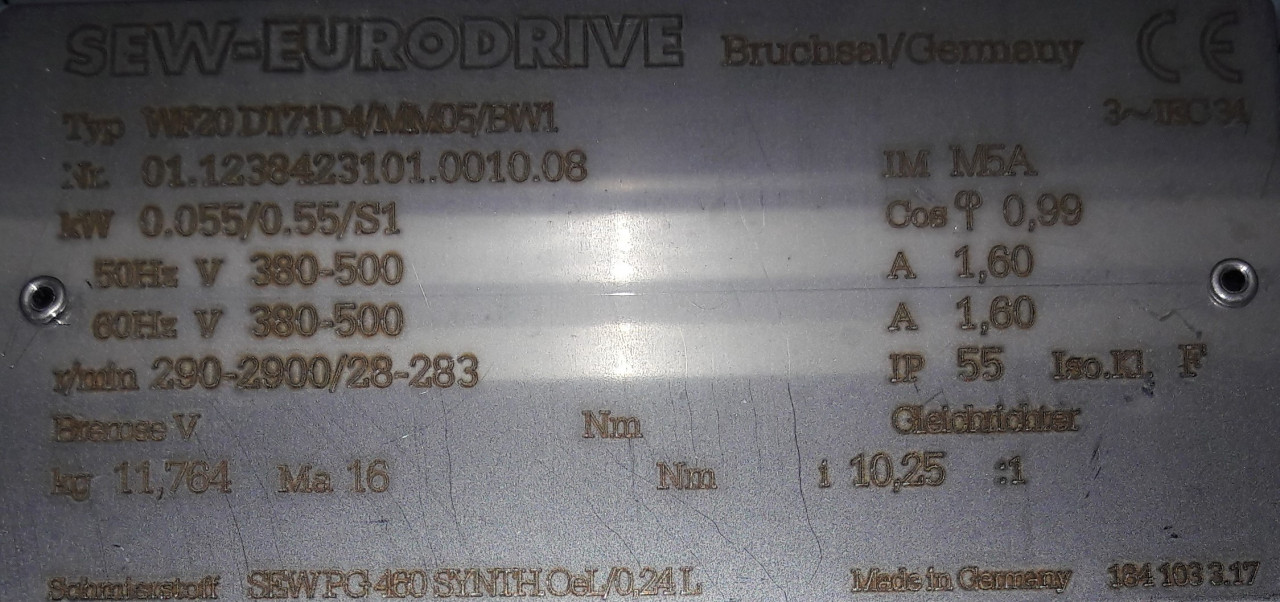 SEW-EURODRIVE Bruchsal/Germany CE
3~IEC 34
Typ WF20 DT71D4/MM05/BW1
Nr. 01.1238423101.0010.08 IM M5A
kW 0.055/0.55/S1 Cos φ 0,99
50Hz V 380-500 A 1,60
60Hz V 380-500 A 1,60
r/min 290-2900/28-283 IP 55 Iso.Kl. F
Bremse V Nm Gleichrichter
kg 11,764 Ma 16 Nm i 10,25 :1
Schmierstoff SEW PG 460 SYNTH.OeL/0,24 L Made in Germany 184 103 3.17